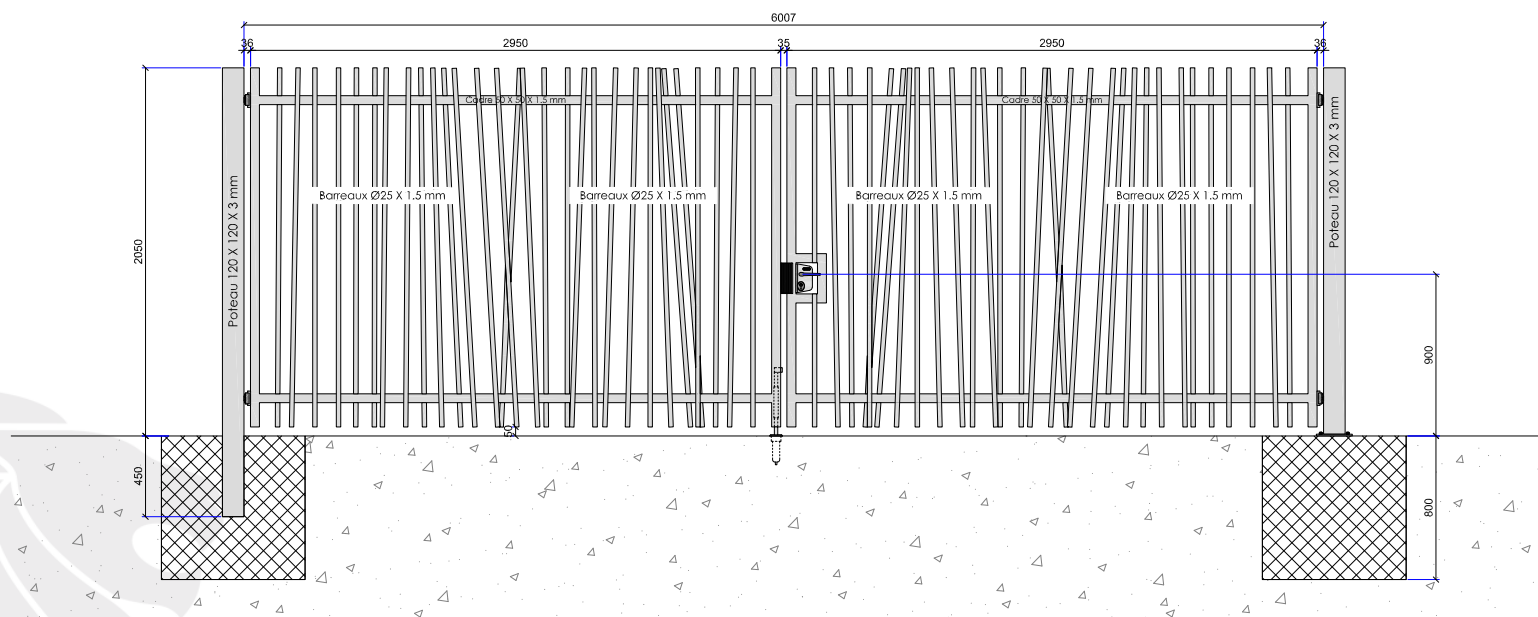 6007
36
2950
35
2950
36
Cadre 50 X 50 X 1.5 mm
Cadre 50 X 50 X 1.5 mm
Barreaux Ø25 X 1.5 mm
Barreaux Ø25 X 1.5 mm
Barreaux Ø25 X 1.5 mm
Barreaux Ø25 X 1.5 mm
Poteau 120 X 120 X 3 mm
Poteau 120 X 120 X 3 mm
2050
900
50
450
800